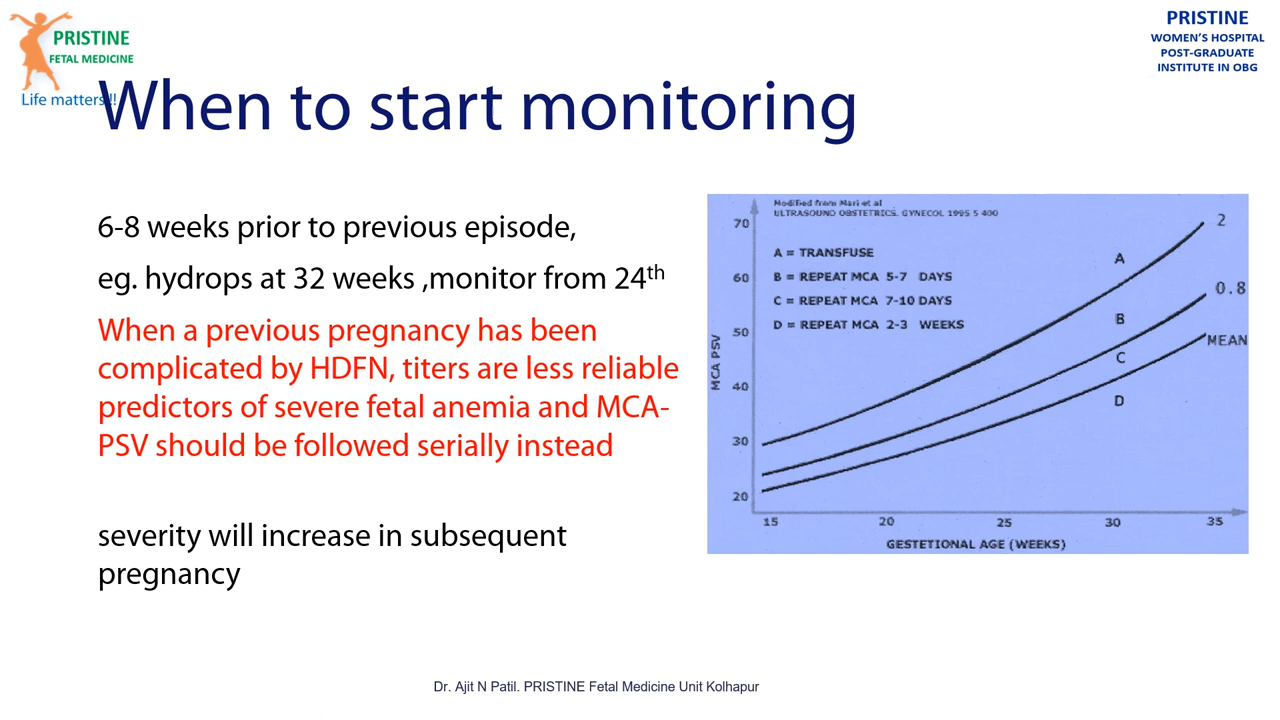 PRISTINE
FETAL MEDICINE
Life matters!!
PRISTINE
WOMEN'S HOSPITAL
POST-GRADUATE
INSTITUTE IN OBG
When to start monitoring
6-8 weeks prior to previous episode,
eg. hydrops at 32 weeks ,monitor from 24th
When a previous pregnancy has been
complicated by HDFN, titers are less reliable
predictors of severe fetal anemia and MCA-
PSV should be followed serially instead
severity will increase in subsequent
pregnancy
Modified from Mari et al
ULTRASOUND OBSTETRICS. GYNECOL 1995 5 400
A = TRANSFUSE
B = REPEAT MCA 5-7 DAYS
C = REPEAT MCA 7-10 DAYS
D = REPEAT MCA 2-3 WEEKS
MCA PSV
70
60
50
40
30
20
2
0.8
MEAN
A
B
C
D
15
20
25
30
35
GESTETIONAL AGE (WEEKS)
Dr. Ajit N Patil. PRISTINE Fetal Medicine Unit Kolhapur